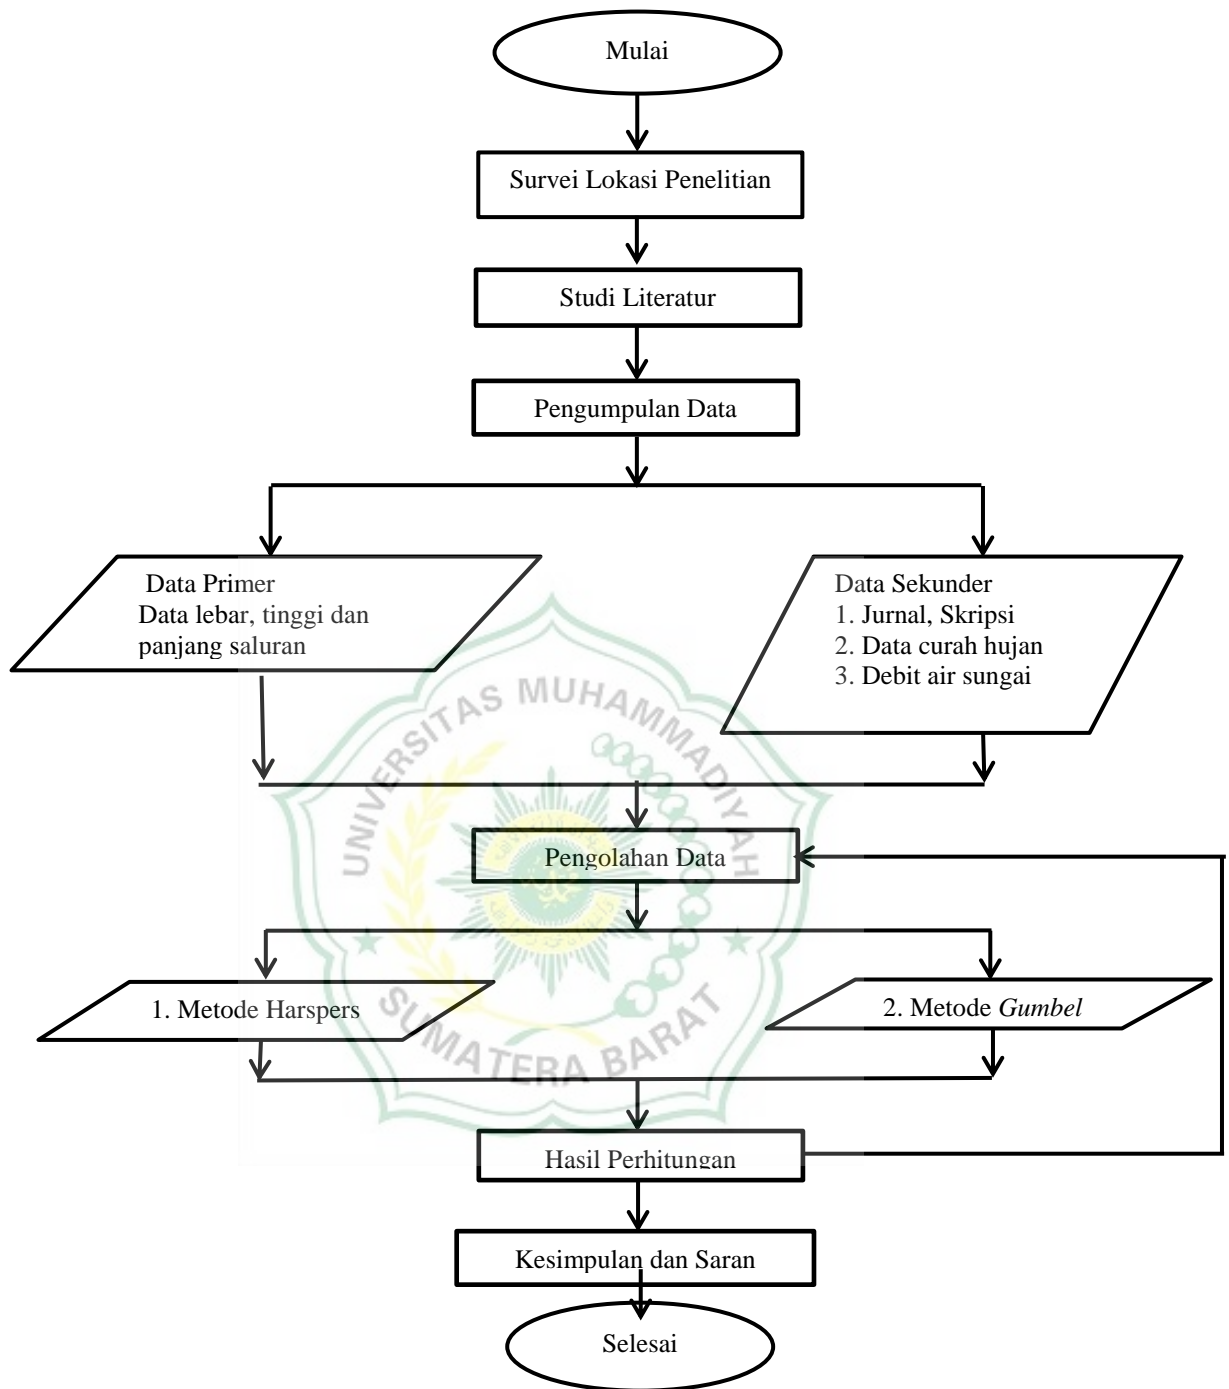 Mulai
Survei Lokasi Penelitian
Studi Literatur
Pengumpulan Data
Data Primer
Data lebar, tinggi dan
panjang saluran
Data Sekunder
1. Jurnal, Skripsi
2. Data curah hujan
3. Debit air sungai
UNIVERSITAS MUHAMMADIYAH
Pengolahan Data
1. Metode Harspers
2. Metode Gumbel
SUMATERA BARAT
Hasil Perhitungan
Kesimpulan dan Saran
Selesai